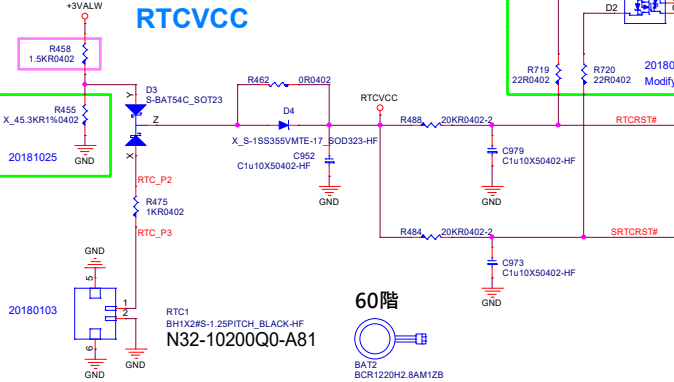 +3VALW
RTCVCC
R458
1.5KR0402
R455
X_45.3KR1%0402
GND
20181025
D3
S-BAT54C_SOT23
Y
Z
X
R462
0R0402
D4
X_S-1SS355VMTE-17_SOD323-HF
C952
C1u10X50402-HF
GND
RTCVCC
R488
20KR0402-2
RTCRST#
C979
C1u10X50402-HF
GND
D2
R719
22R0402
R720
22R0402
20180
Modify
R484
20KR0402-2
SRTCRST#
C973
C1u10X50402-HF
GND
RTC_P2
R475
1KR0402
RTC_P3
GND
5
20180103
1
2
6
GND
GND
RTC1
BH1X2#S-1.25PITCH_BLACK-HF
N32-10200Q0-A81
60階
BAT2
BCR1220H2.8AM1ZB